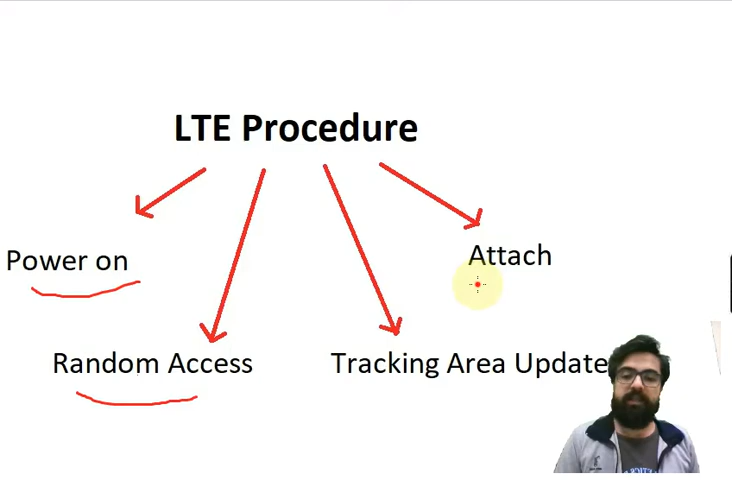 LTE Procedure
Power on
Attach
Random Access
Tracking Area Update